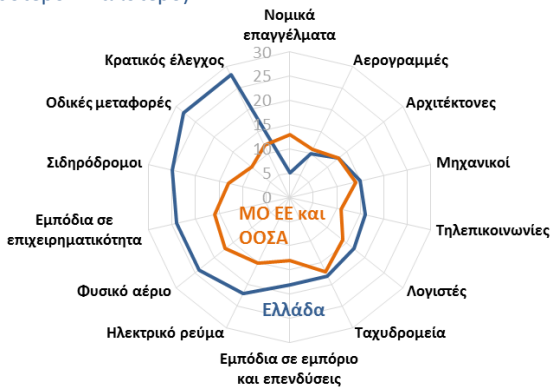 Νομικά
επαγγέλματα
Κρατικός έλεγχος
Αερογραμμές
Οδικές μεταφορές
Αρχιτέκτονες
Σιδηρόδρομοι
Μηχανικοί
Εμπόδια σε
επιχειρηματικότητα
Τηλεπικοινωνίες
Φυσικό αέριο
Λογιστές
Ηλεκτρικό ρεύμα
Ταχυδρομεία
Εμπόδια σε εμπόριο
και επενδύσεις
30
25
20
15
10
5
0
ΜΟ ΕΕ και
ΟΟΣΑ
Ελλάδα